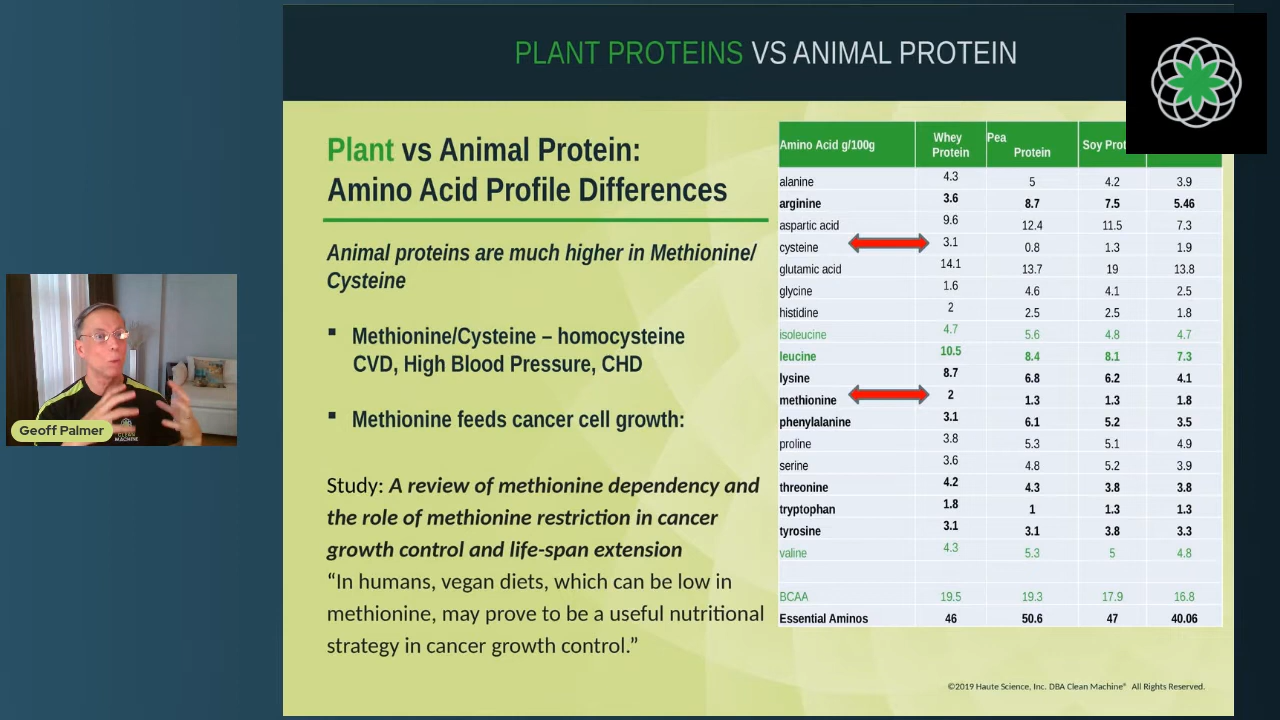 PLANT PROTEINS VS ANIMAL PROTEIN
Plant vs Animal Protein:
Amino Acid Profile Differences
Animal proteins are much higher in Methionine/
Cysteine
▪ Methionine/Cysteine – homocysteine
CVD, High Blood Pressure, CHD
▪ Methionine feeds cancer cell growth:
Study: A review of methionine dependency and
the role of methionine restriction in cancer
growth control and life-span extension
“In humans, vegan diets, which can be low in
methionine, may prove to be a useful nutritional
strategy in cancer growth control.”
Geoff Palmer
CLEAN
MACHINE
Amino Acid g/100g Whey Protein Pea Protein Soy
alanine 4.3 5 4.2 3.9
arginine 3.6 8.7 7.5 5.46
aspartic acid 9.6 12.4 11.5 7.3
cysteine 3.1 0.8 1.3 1.9
glutamic acid 14.1 13.7 19 13.8
glycine 1.6 4.6 4.1 2.5
histidine 2 2.5 2.5 1.8
isoleucine 4.7 5.6 4.8 4.7
leucine 10.5 8.4 8.1 7.3
lysine 8.7 6.8 6.2 4.1
methionine 2 1.3 1.3 1.8
phenylalanine 3.1 6.1 5.2 3.5
proline 3.8 5.3 5.1 4.9
serine 3.6 4.8 5.2 3.9
threonine 4.2 4.3 3.8 3.8
tryptophan 1.8 1 1.3 1.3
tyrosine 3.1 3.1 3.8 3.3
valine 4.3 5.3 5 4.8
BCAA 19.5 19.3 17.9 16.8
Essential Aminos 46 50.6 47 40.06
©2019 Haute Science, Inc. DBA Clean Machine® All Rights Reserved.